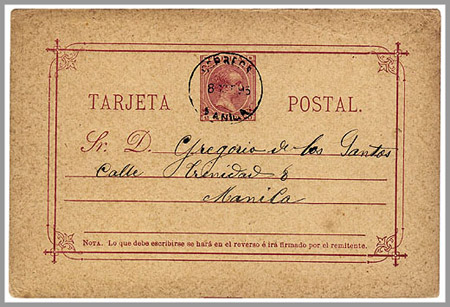 TARJETA POSTAL.
MANILA
Sr. D. Gregorio de los Santos
Calle Trinidad 8
Manila
NOTA. Lo que debe escribirse se hará en el reverso é irá firmado por el remitente.